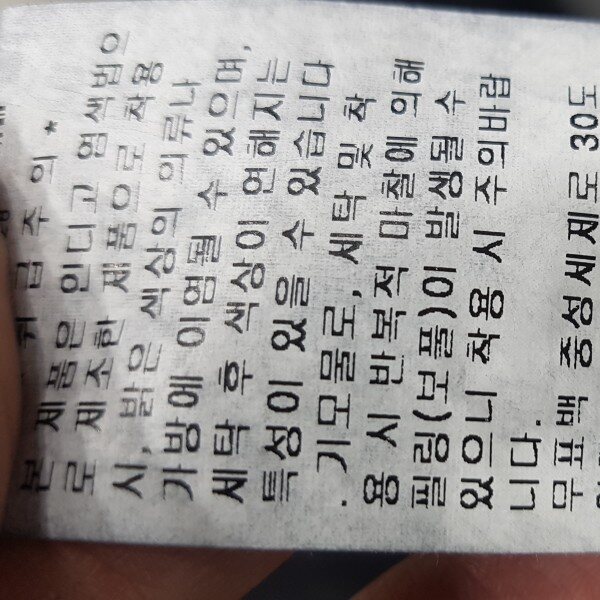 취급주의 *
본 제품은 인디고 염색법으
로 제조한 제품으로 착용
시, 밝은 색상의 의류나
가방에 이염될 수 있으며,
세탁 후 색상이 연해지는
특성이 있을 수 있습니다
. 기모물로, 세탁 및 착
용 시 반복적 마찰에 의해
필링(보풀)이 발생될 수
있으니 착용 시 주의바랍
니다.
무표백 중성세제로 30도